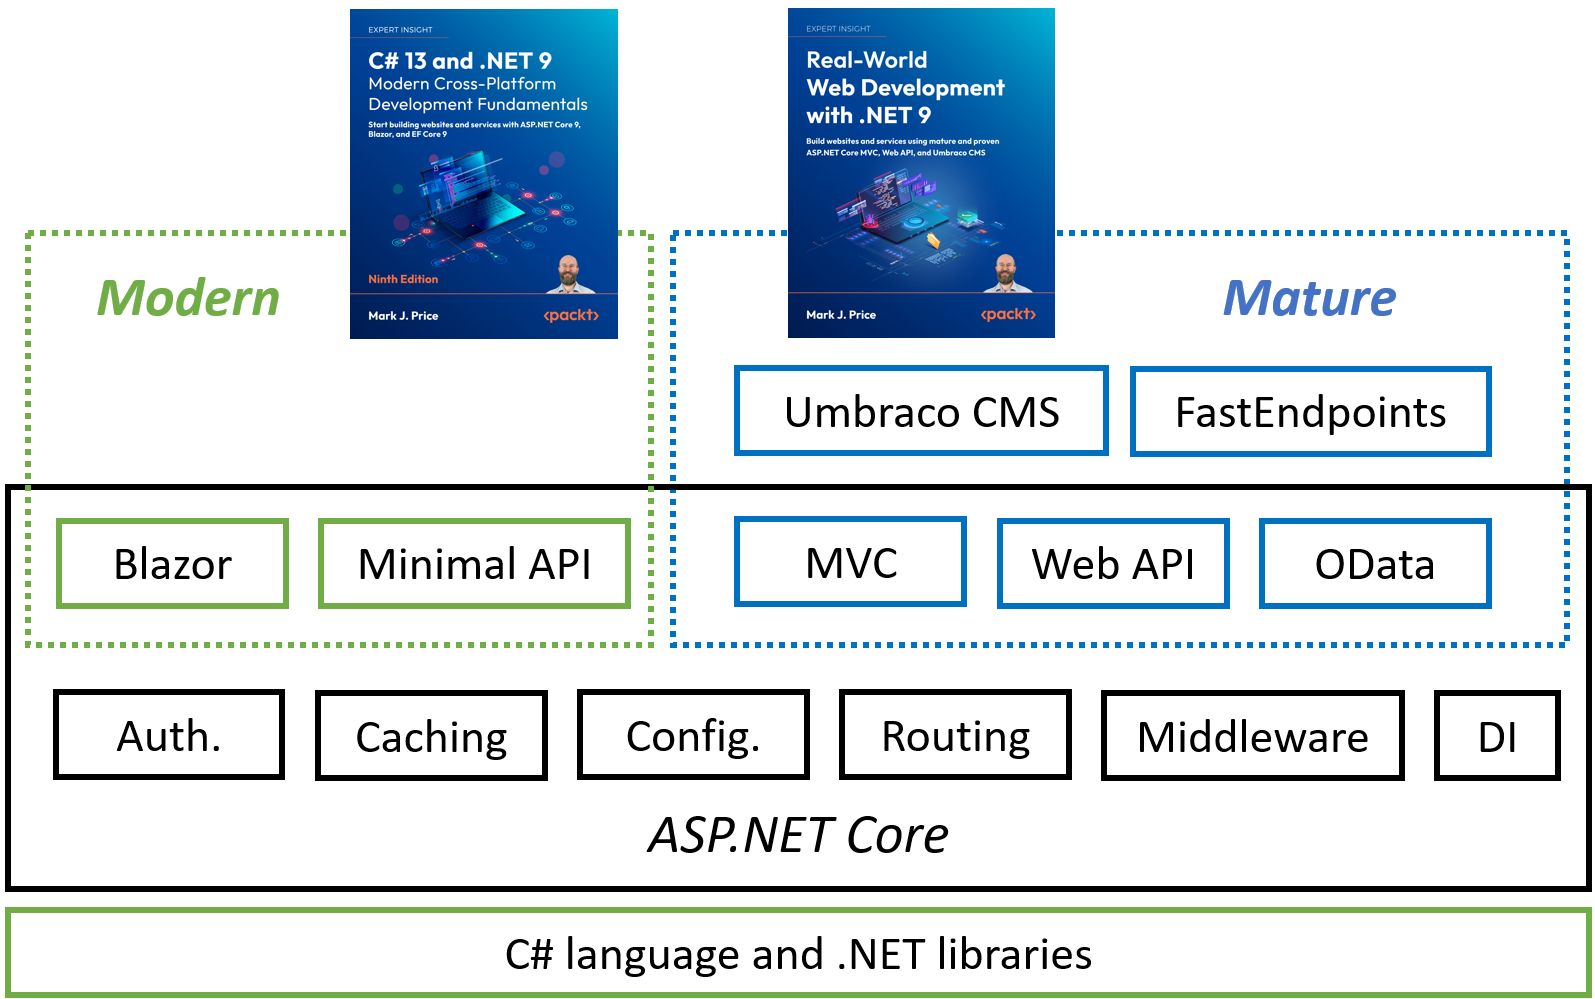 EXPERT INSIGHT
C# 13 and .NET 9
Modern Cross-Platform
Development Fundamentals
Start building websites and services with ASP.NET Core 9,
Blazor, and EF Core 9
Ninth Edition
Mark J. Price
<packt>
EXPERT INSIGHT
Real-World
Web Development
with .NET 9
Build websites and services using mature and proven
ASP.NET Core MVC, Web API, and Umbraco CMS
Mark J. Price
<packt>
Modern
Mature
Umbraco CMS
FastEndpoints
Blazor
Minimal API
MVC
Web API
OData
Auth.
Caching
Config.
Routing
Middleware
DI
ASP.NET Core
C# language and .NET libraries